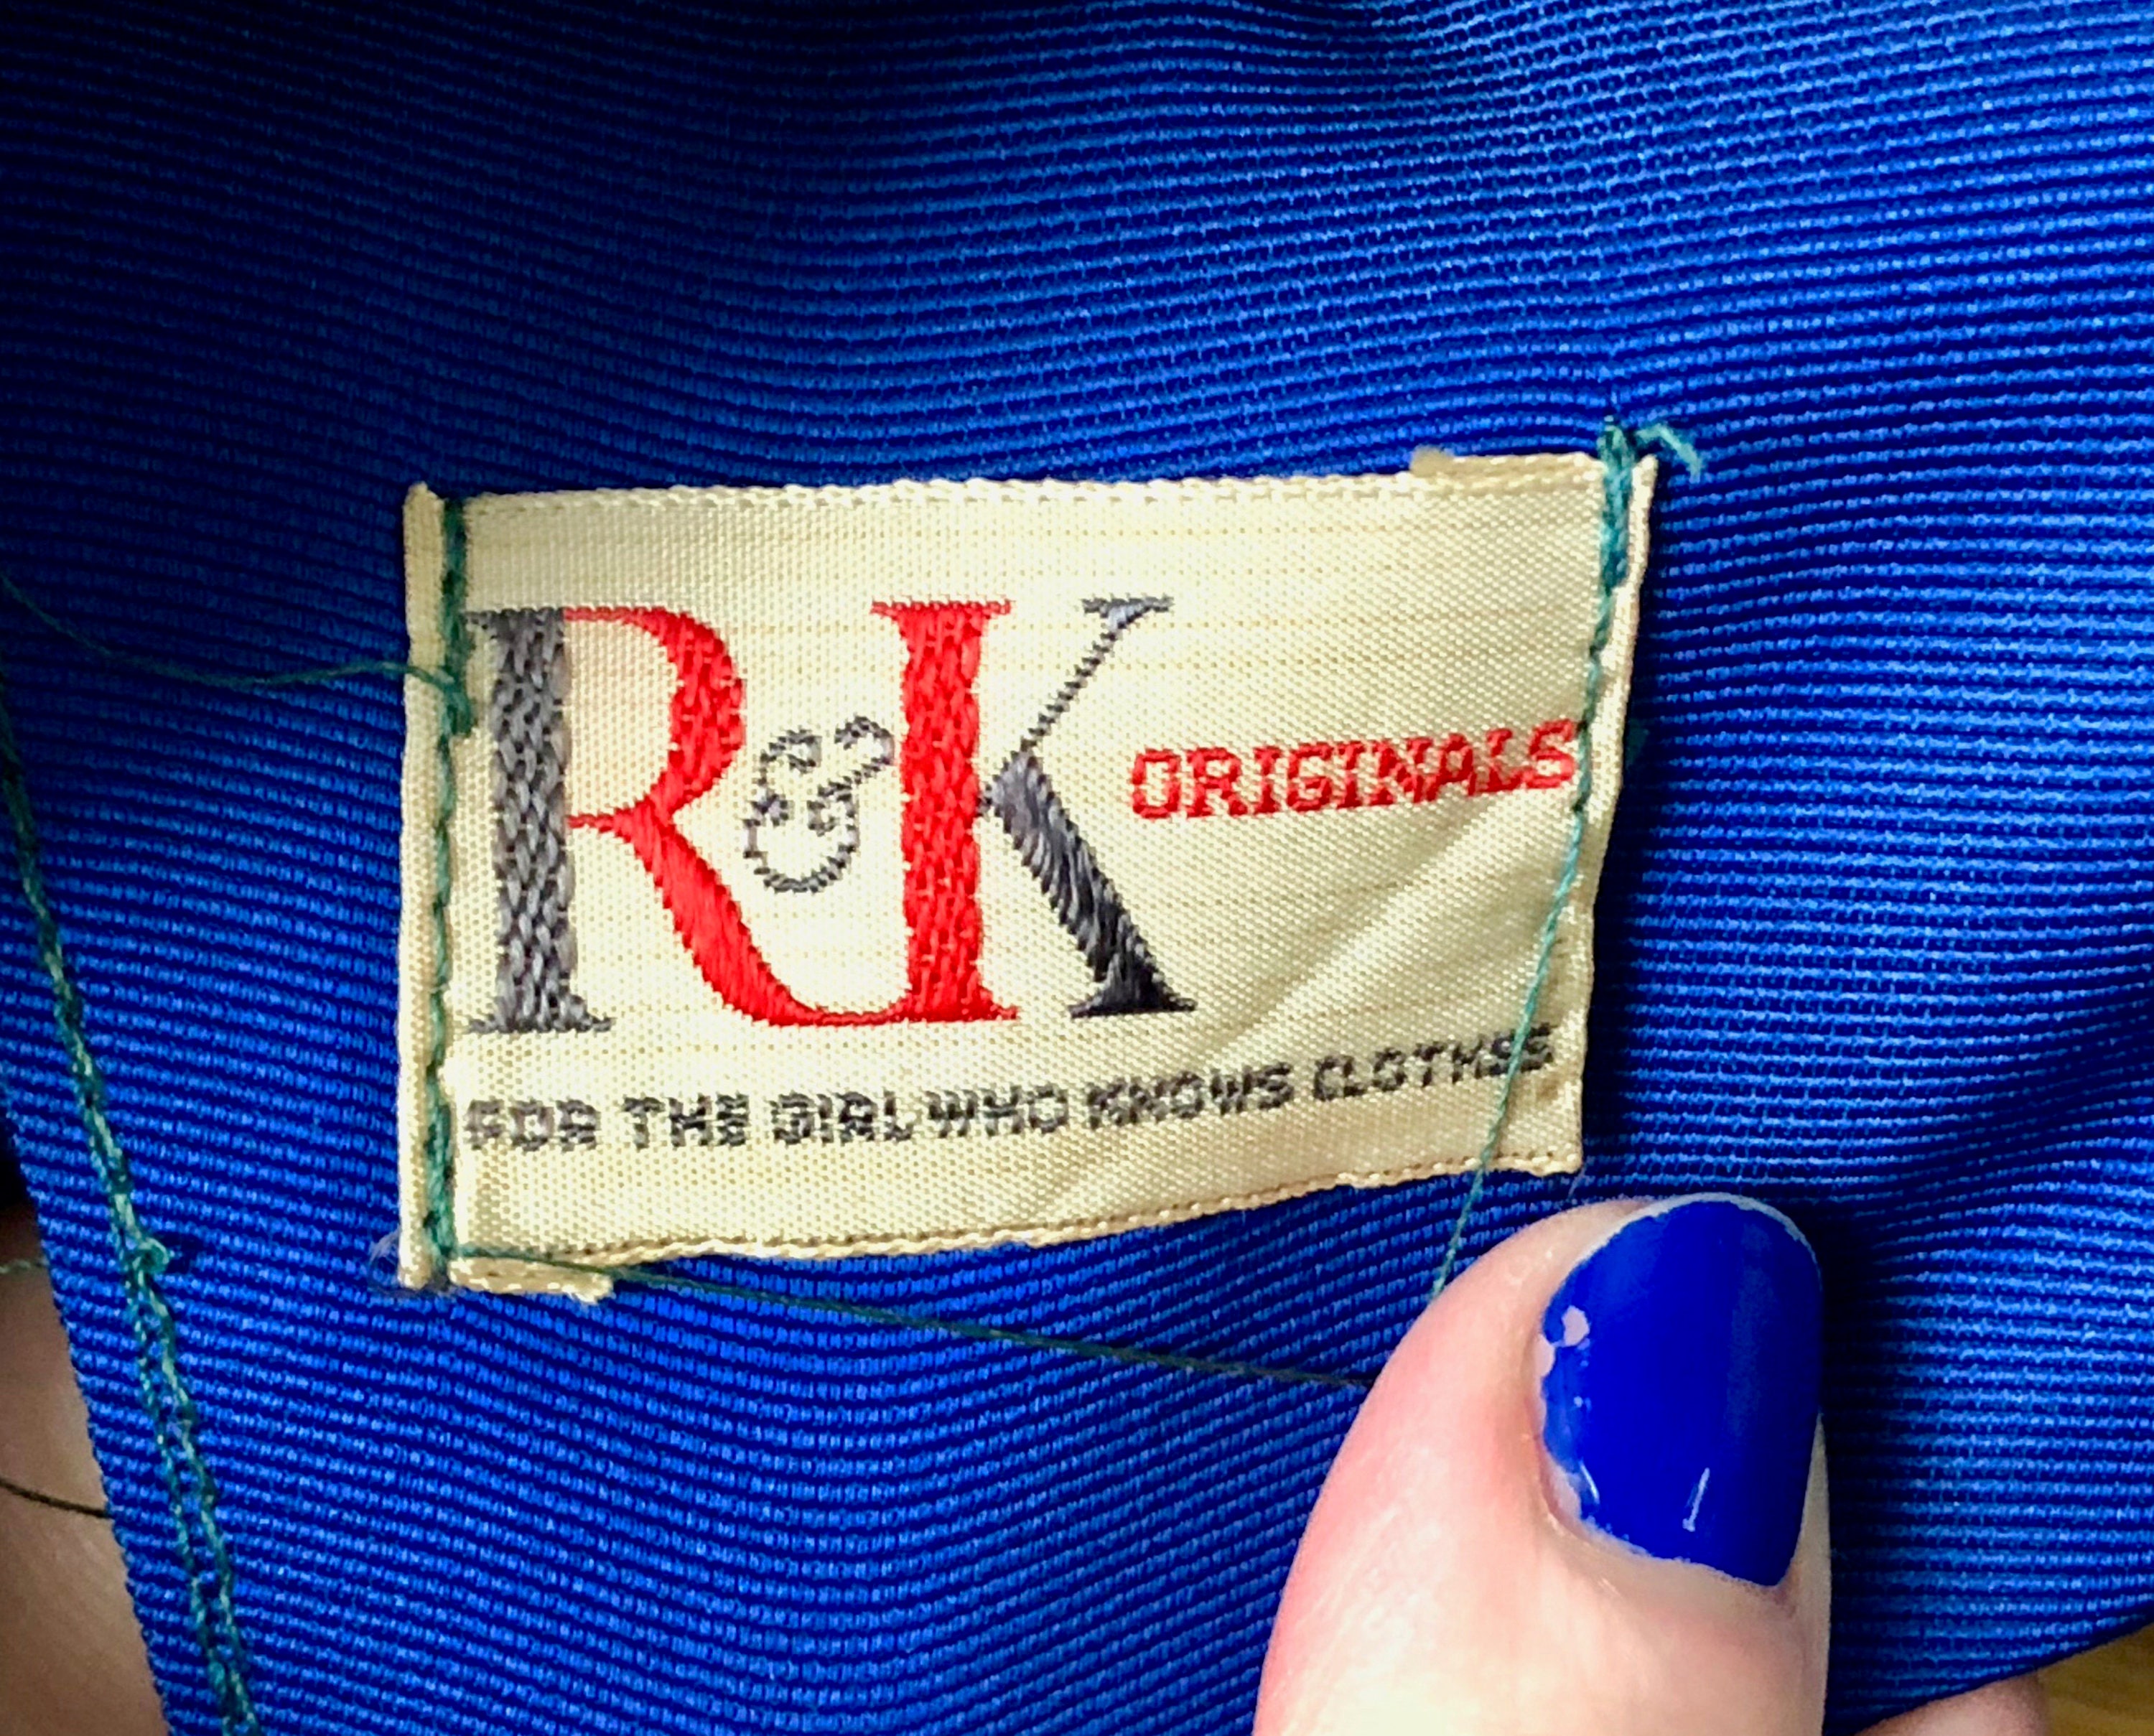 R&K ORIGINALS
FOR THE GIRL WHO KNOWS CLOTHES